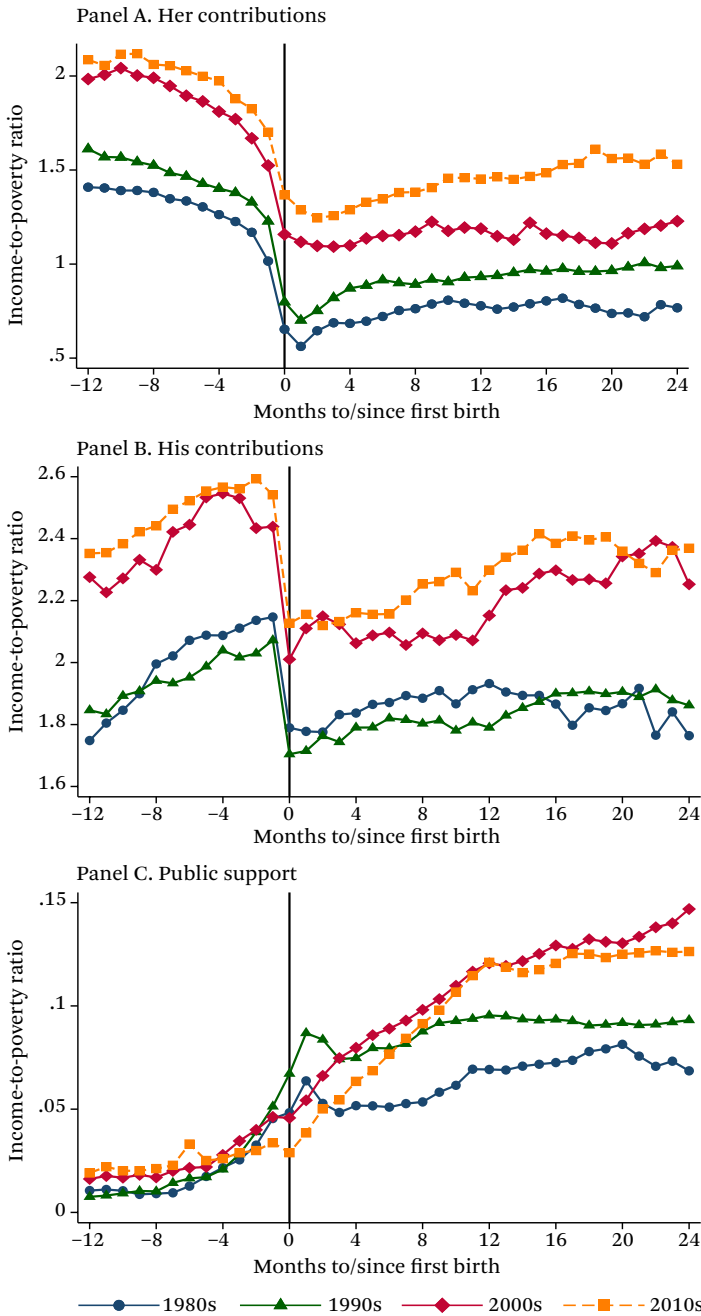 Panel A. Her contributions
Income-to-poverty ratio
2
1.5
1
.5
−12 −8 −4 0 4 8 12 16 20 24
Months to/since first birth
Panel B. His contributions
Income-to-poverty ratio
2.6
2.4
2.2
2
1.8
1.6
−12 −8 −4 0 4 8 12 16 20 24
Months to/since first birth
Panel C. Public support
Income-to-poverty ratio
.15
.1
.05
0
−12 −8 −4 0 4 8 12 16 20 24
Months to/since first birth
1980s 1990s 2000s 2010s